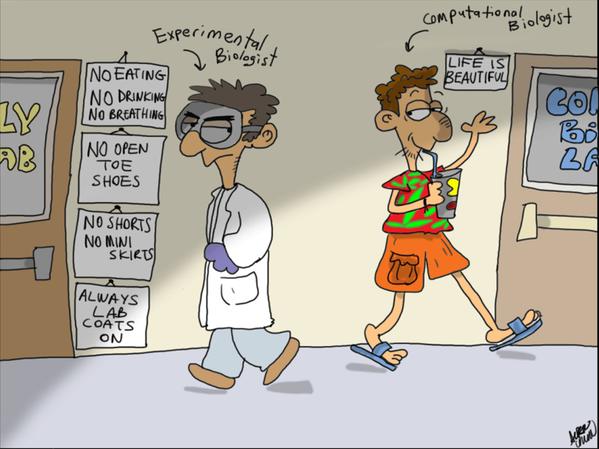 Experimental
Biologist
Computational
Biologist
LIFE IS
BEAUTIFUL
NO EATING
NO DRINKING
NO BREATHING
NO OPEN
TOE
SHOES
NO SHORTS
NO MINI
SKIRTS
ALWAYS
LAB
COATS
ON
LY
AB
COM
Bi
LA